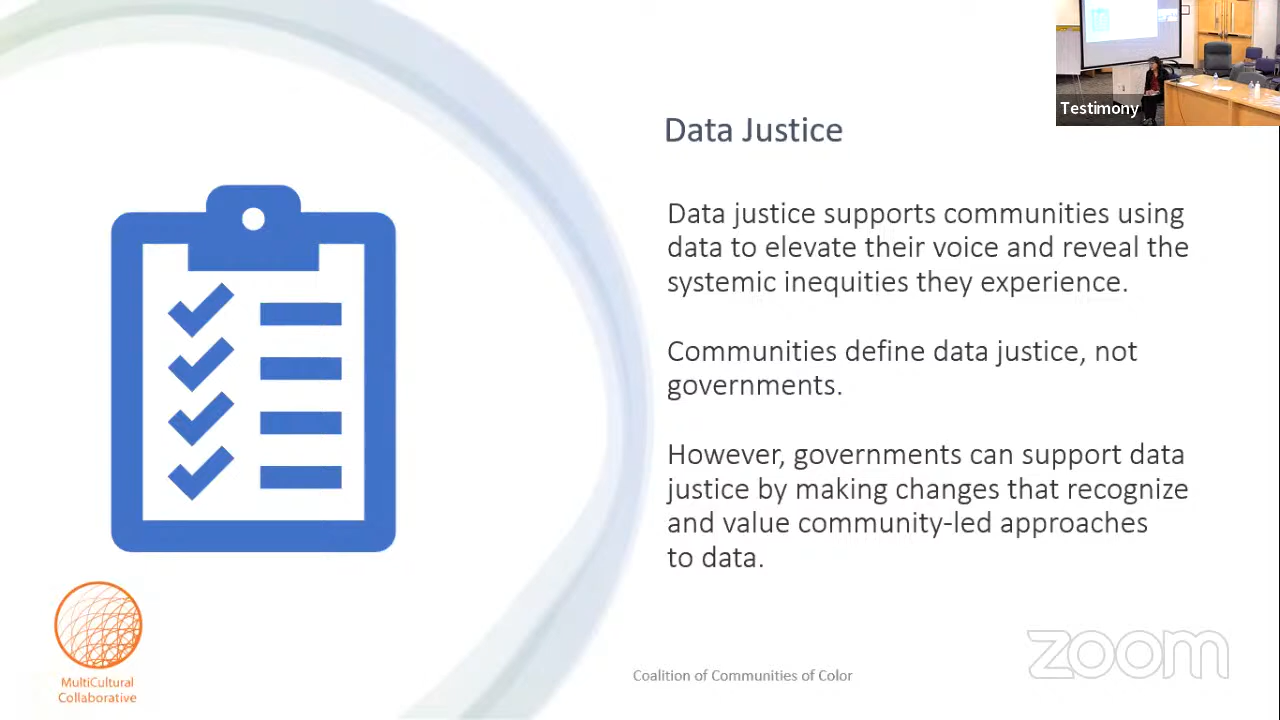 Testimony
Data Justice
Data justice supports communities using
data to elevate their voice and reveal the
systemic inequities they experience.
Communities define data justice, not
governments.
However, governments can support data
justice by making changes that recognize
and value community-led approaches
to data.
MultiCultural
Collaborative
Coalition of Communities of Color
zoom